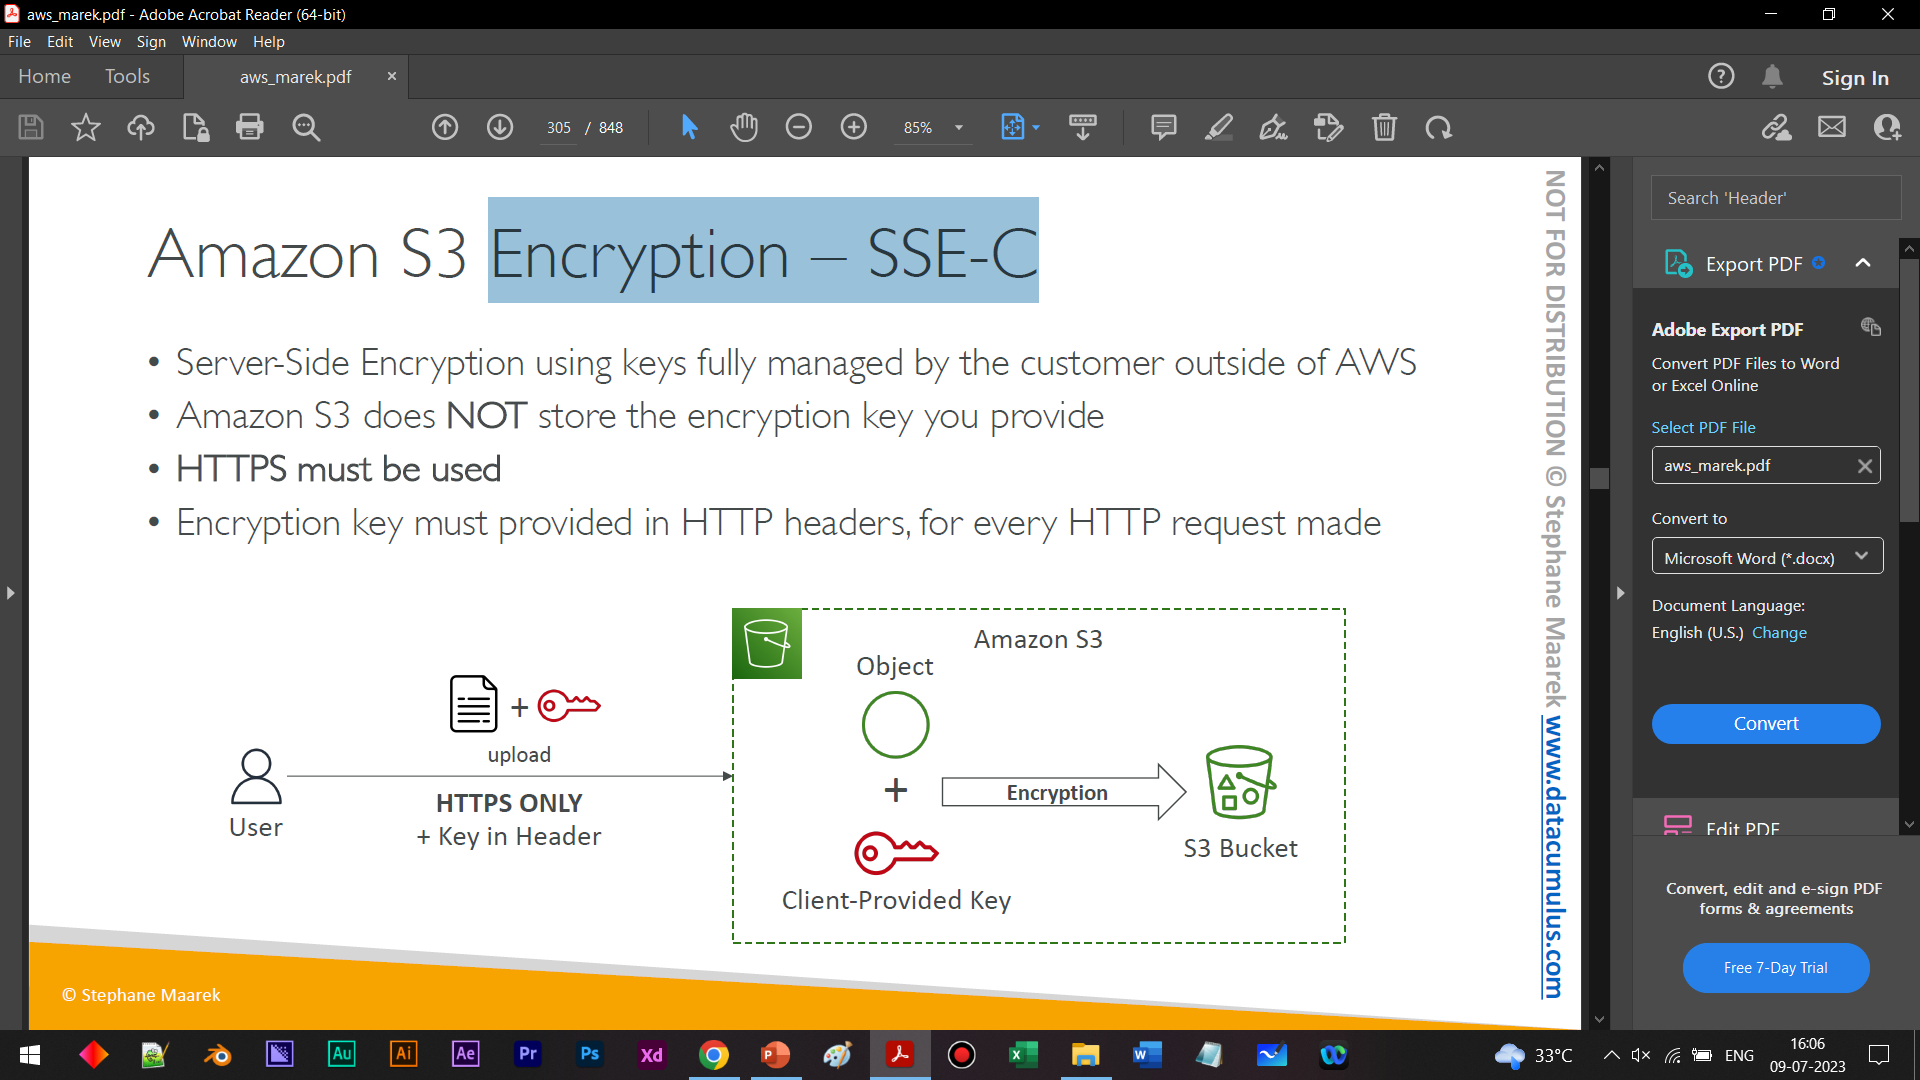 aws_marek.pdf - Adobe Acrobat Reader (64-bit)
File Edit View Sign Window Help
Home Tools aws_marek.pdf × Sign In
305 / 848 85%
Amazon S3 Encryption – SSE-C
• Server-Side Encryption using keys fully managed by the customer outside of AWS
• Amazon S3 does NOT store the encryption key you provide
• HTTPS must be used
• Encryption key must provided in HTTP headers, for every HTTP request made
Amazon S3
Object
+
upload
HTTPS ONLY
+ Key in Header
User
+
Encryption
S3 Bucket
Client-Provided Key
© Stephane Maarek
NOT FOR DISTRIBUTION © Stephane Maarek www.datacumulus.com
Search 'Header'
Export PDF
Adobe Export PDF
Convert PDF Files to Word
or Excel Online
Select PDF File
aws_marek.pdf
Convert to
Microsoft Word (*.docx)
Document Language:
English (U.S.) Change
Convert
Edit PDF
Convert, edit and e-sign PDF
forms & agreements
Free 7-Day Trial
Au Ai Ae Pr Ps Xd
33°C ENG
16:06
09-07-2023